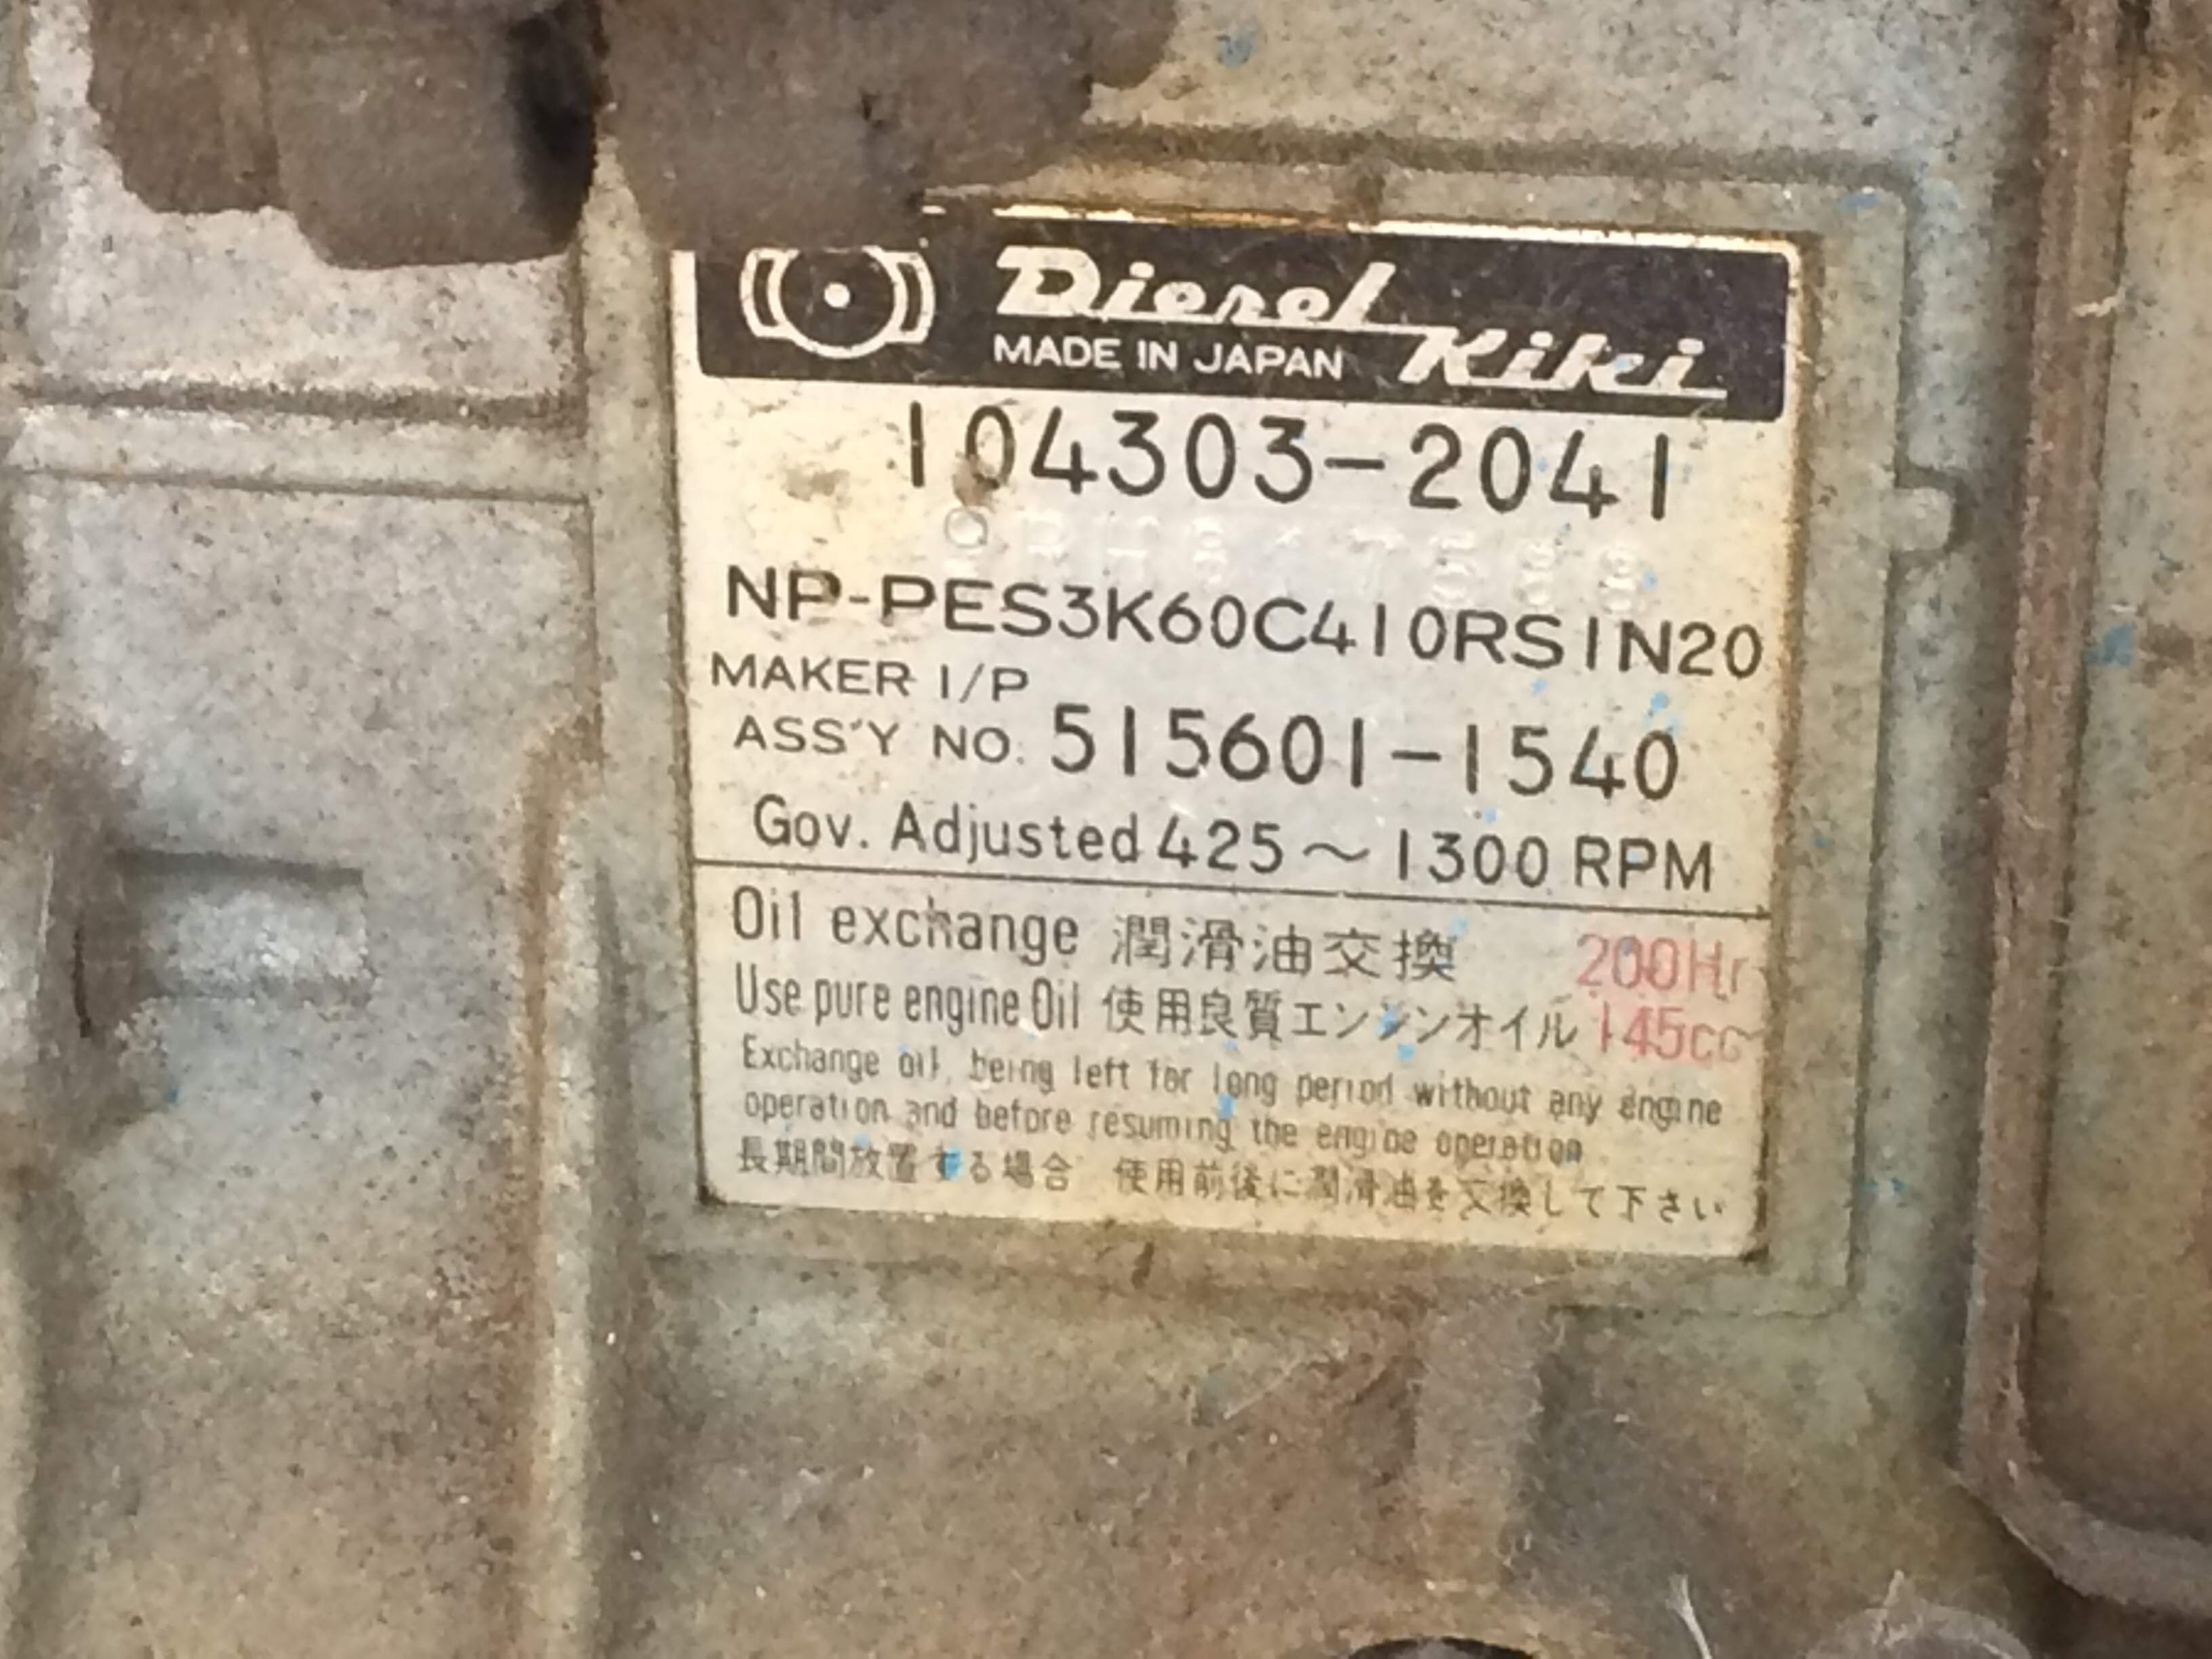 Diesel Kiki
MADE IN JAPAN
104303-2041
NP-PES3K60C410RS1N20
MAKER I/P
ASS'Y NO. 515601-1540
Gov. Adjusted 425 ~ 1300 RPM
Oil exchange 潤滑油交換 200Hr
Use pure engine Oil 使用良質エンジンオイル 145cc
Exchange oil, being left for long period without any engine
operation and before resuming the engine operation
長期間放置する場合 使用前後に潤滑油を交換して下さい